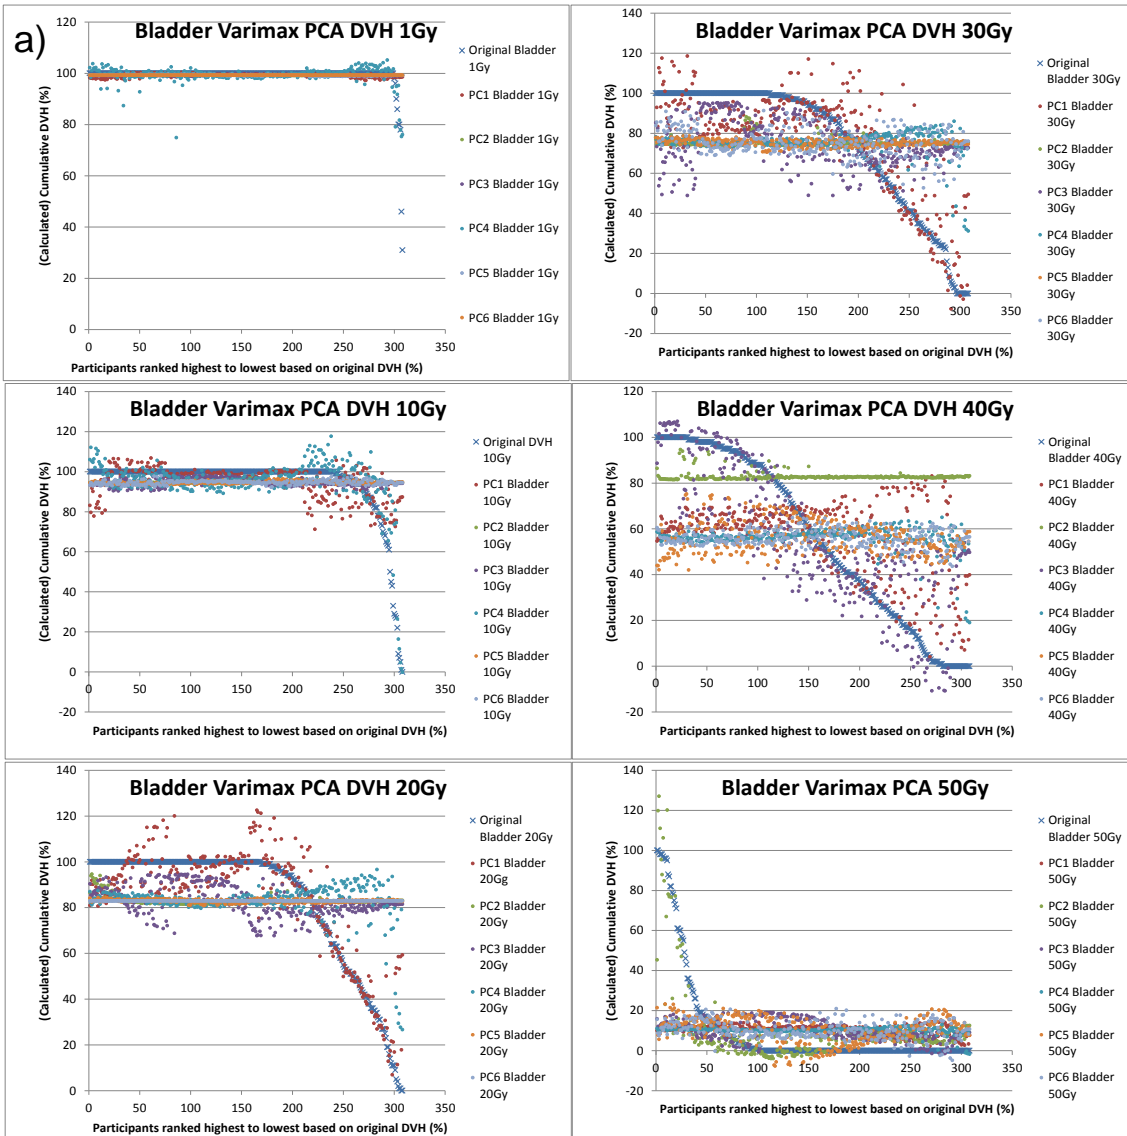 a)
Bladder Varimax PCA DVH 1Gy
(Calculated) Cumulative DVH (%)
120
100
80
60
40
20
0
0 50 100 150 200 250 300 350
Participants ranked highest to lowest based on original DVH (%)
Original Bladder
1Gy
PC1 Bladder 1Gy
PC2 Bladder 1Gy
PC3 Bladder 1Gy
PC4 Bladder 1Gy
PC5 Bladder 1Gy
PC6 Bladder 1Gy
Bladder Varimax PCA DVH 30Gy
(Calculated) Cumulative DVH (%)
140
120
100
80
60
40
20
0
-20
0 50 100 150 200 250 300 350
Participants ranked highest to lowest based on original DVH (%)
Original
Bladder 30Gy
PC1 Bladder
30Gy
PC2 Bladder
30Gy
PC3 Bladder
30Gy
PC4 Bladder
30Gy
PC5 Bladder
30Gy
PC6 Bladder
30Gy
Bladder Varimax PCA DVH 10Gy
(Calculated) Cumulative DVH (%)
140
120
100
80
60
40
20
0
-20
0 50 100 150 200 250 300 350
Participants ranked highest to lowest based on original DVH (%)
Original DVH
10Gy
PC1 Bladder
10Gy
PC2 Bladder
10Gy
PC3 Bladder
10Gy
PC4 Bladder
10Gy
PC5 Bladder
10Gy
PC6 Bladder
10Gy
Bladder Varimax PCA DVH 40Gy
(Calculated) Cumulative DVH (%)
120
100
80
60
40
20
0
-20
0 50 100 150 200 250 300 350
Participants ranked highest to lowest based on original DVH (%)
Original
Bladder 40Gy
PC1 Bladder
40Gy
PC2 Bladder
40Gy
PC3 Bladder
40Gy
PC4 Bladder
40Gy
PC5 Bladder
40Gy
PC6 Bladder
40Gy
Bladder Varimax PCA DVH 20Gy
(Calculated) Cumulative DVH (%)
140
120
100
80
60
40
20
0
0 50 100 150 200 250 300 350
Participants ranked highest to lowest based on original DVH (%)
Original
Bladder 20Gy
PC1 Bladder
20Gg
PC2 Bladder
20Gy
PC3 Bladder
20Gy
PC4 Bladder
20Gy
PC5 Bladder
20Gy
PC6 Bladder
20Gy
Bladder Varimax PCA 50Gy
(Calculated) Cumulative DVH (%)
140
120
100
80
60
40
20
0
-20
0 50 100 150 200 250 300 350
Participants ranked highest to lowest based on original DVH (%)
Original
Bladder 50Gy
PC1 Bladder
50Gy
PC2 Bladder
50Gy
PC3 Bladder
50Gy
PC4 Bladder
50Gy
PC5 Bladder
50Gy
PC6 Bladder
50Gy